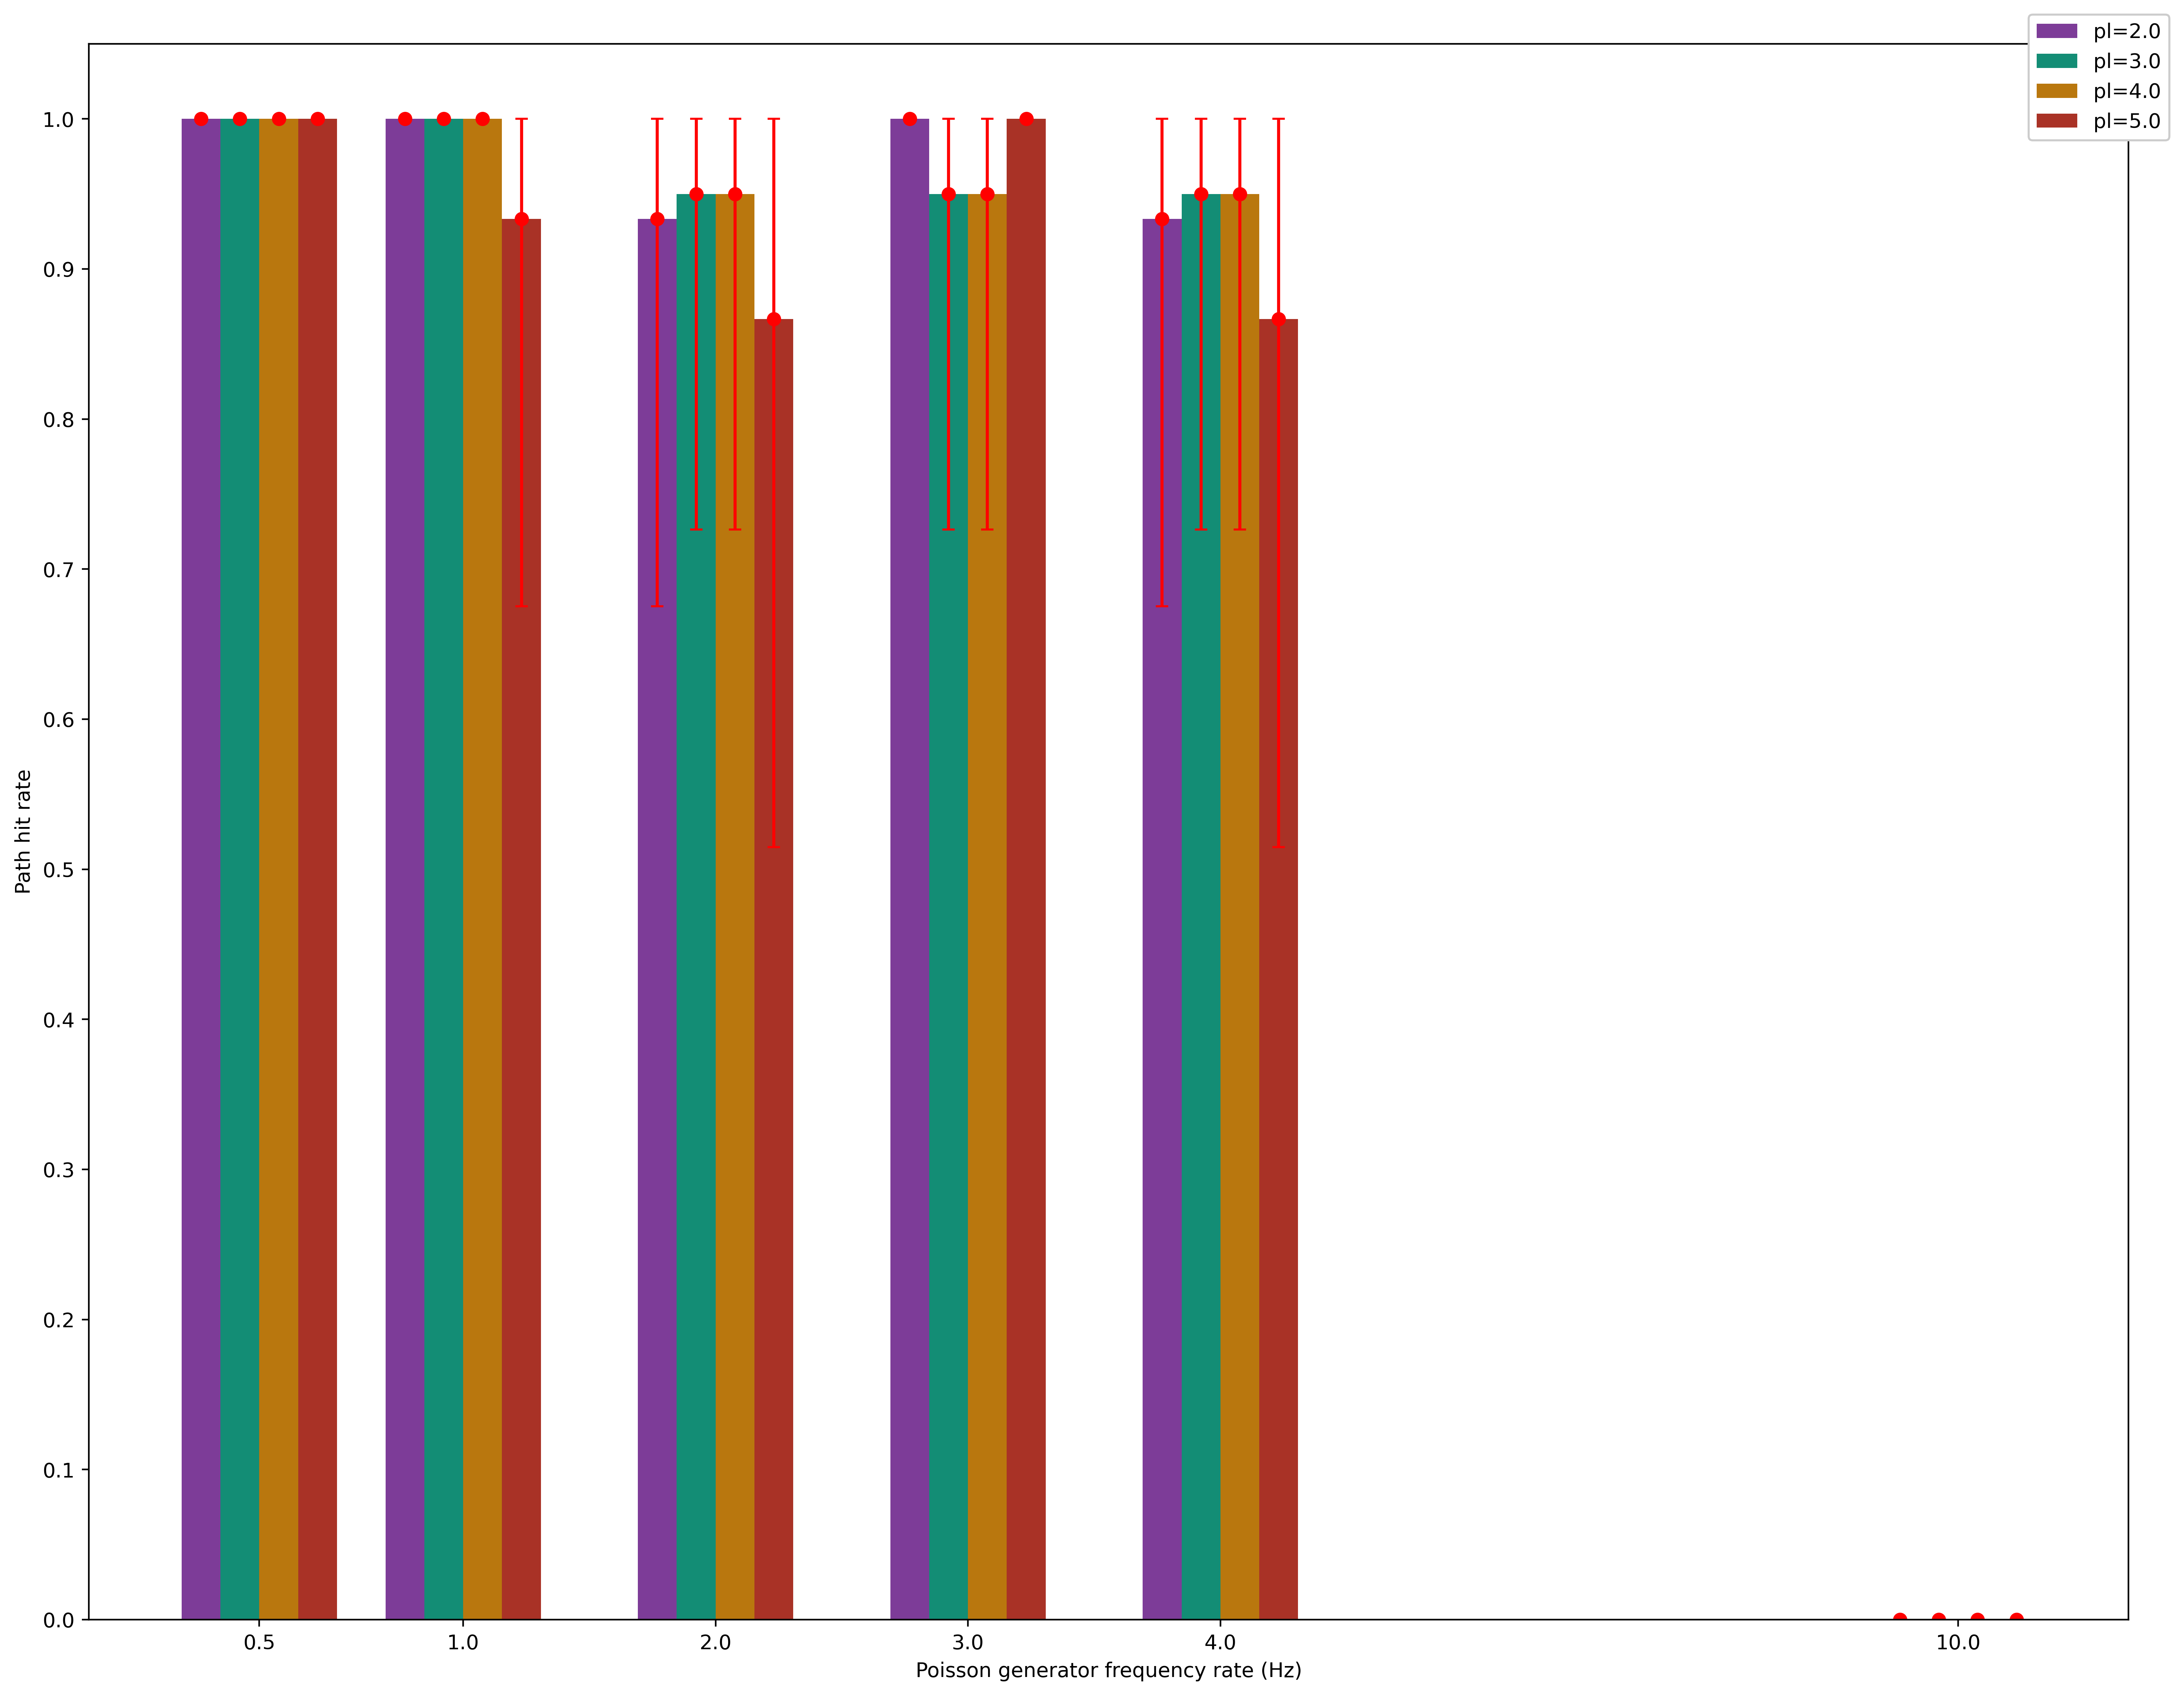 pl=2.0
pl=3.0
pl=4.0
pl=5.0
1.0
0.9
0.8
0.7
0.6
0.5
0.4
0.3
0.2
0.1
0.0
Path hit rate
0.5 1.0 2.0 3.0 4.0 10.0
Poisson generator frequency rate (Hz)